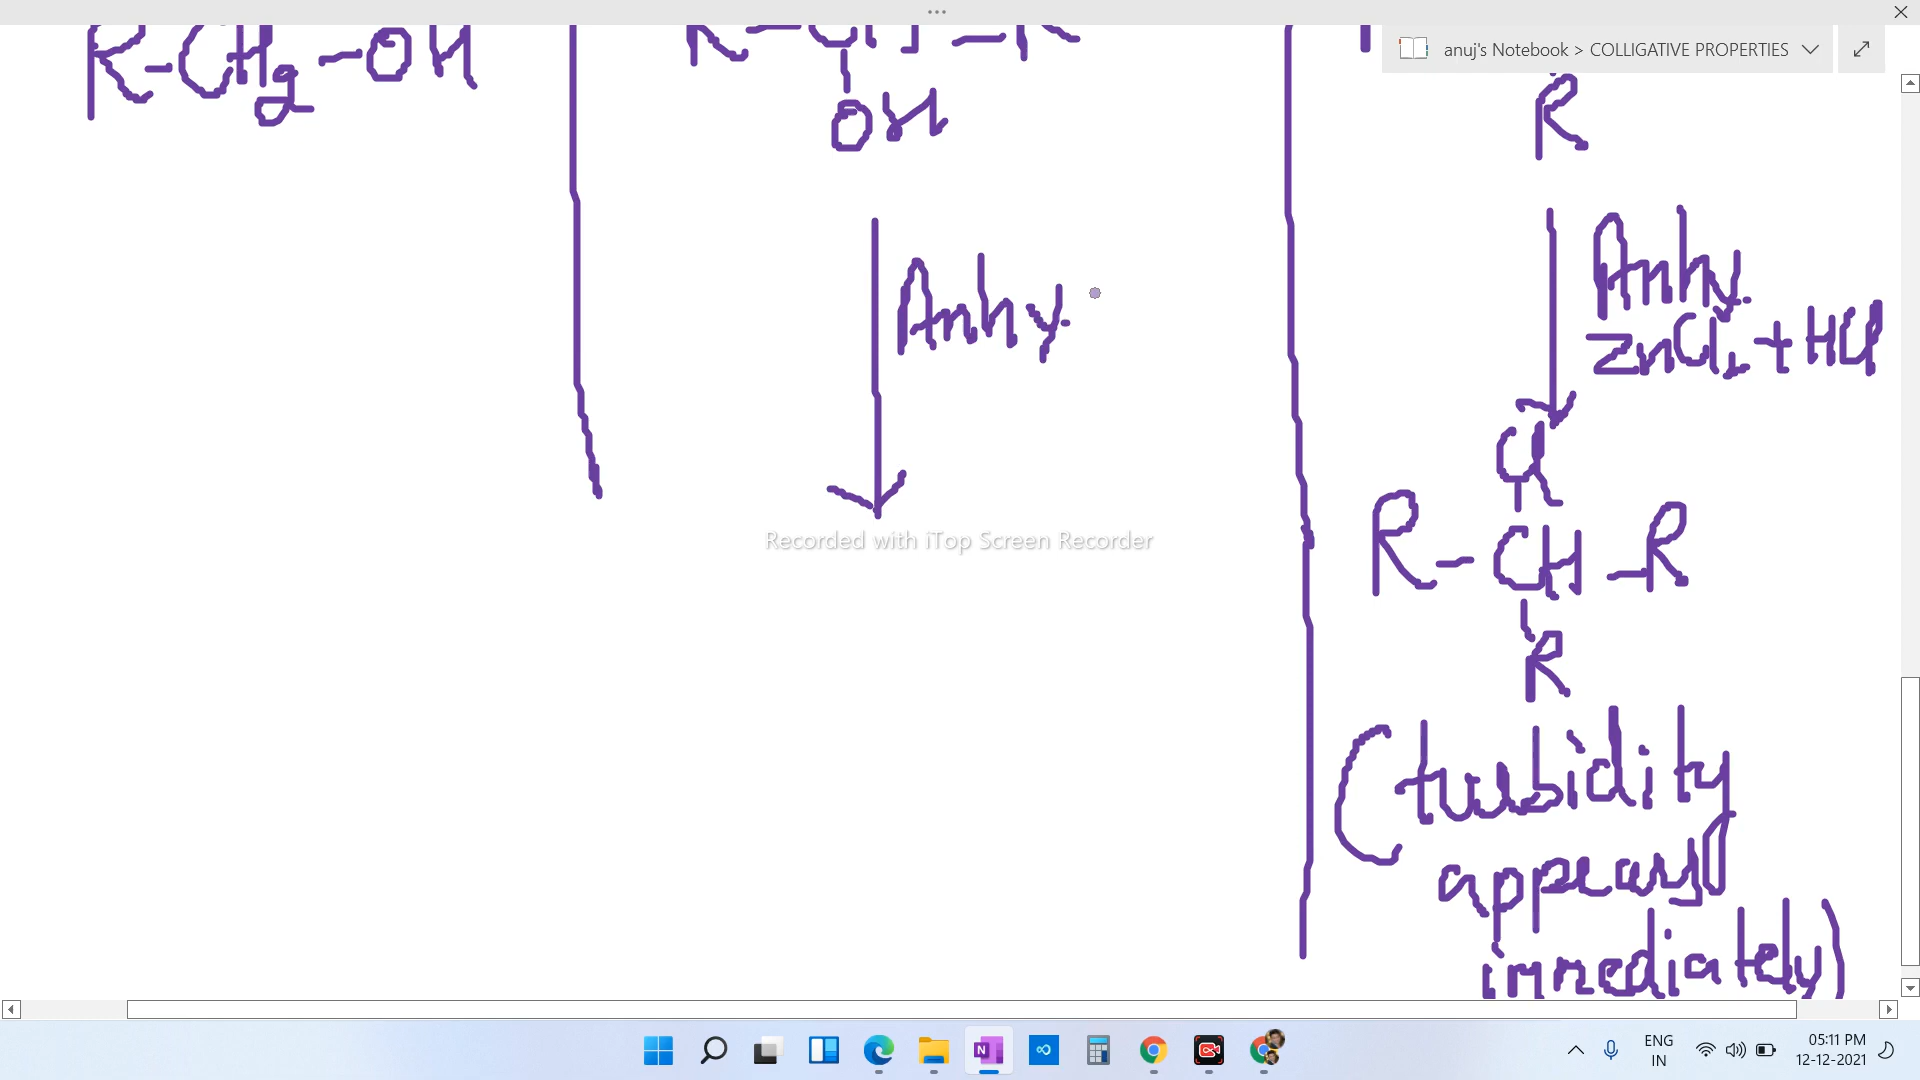 anuj's Notebook > COLLIGATIVE PROPERTIES
R-CH2-OH
R-CH-R
OH
R
Anhy.
Anhy.
ZnCl2+HCl
Cl
R-CH-R
R
(turbidity
appears
immediately)
Recorded with iTop Screen Recorder
ENG
IN
05:11 PM
12-12-2021